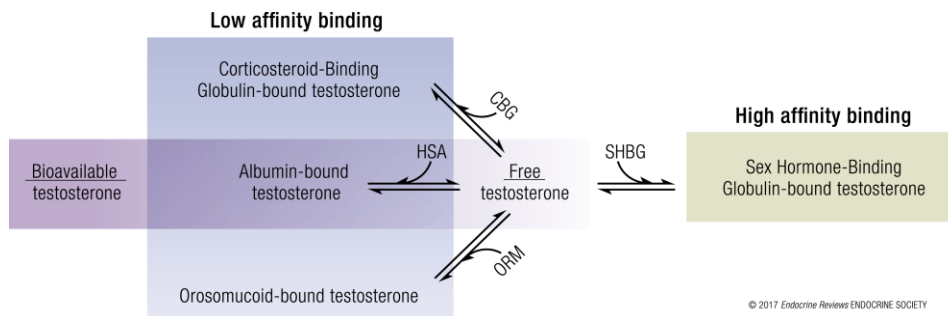 Low affinity binding
Corticosteroid-Binding
Globulin-bound testosterone
CBG
High affinity binding
Bioavailable
testosterone
Albumin-bound
testosterone
HSA
Free
testosterone
SHBG
Sex Hormone-Binding
Globulin-bound testosterone
ORM
Orosomucoid-bound testosterone
© 2017 Endocrine Reviews ENDOCRINE SOCIETY